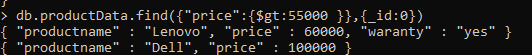 > db.productData.find({"price":{$gt:55000 }},{_id:0})
{ "productname" : "Lenovo", "price" : 60000, "waranty" : "yes" }
{ "productname" : "Dell", "price" : 100000 }